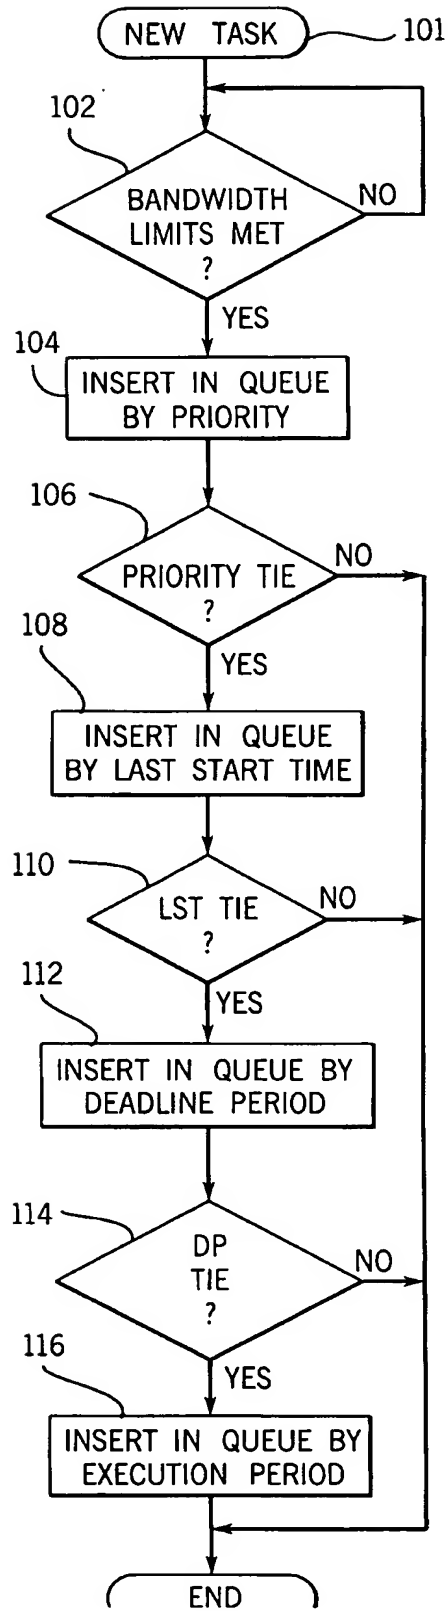 NEW TASK
101
102
BANDWIDTH
LIMITS MET
?
NO
YES
104
INSERT IN QUEUE
BY PRIORITY
106
PRIORITY TIE
?
NO
YES
108
INSERT IN QUEUE
BY LAST START TIME
110
LST TIE
?
NO
YES
112
INSERT IN QUEUE BY
DEADLINE PERIOD
114
DP
TIE
?
NO
YES
116
INSERT IN QUEUE BY
EXECUTION PERIOD
END